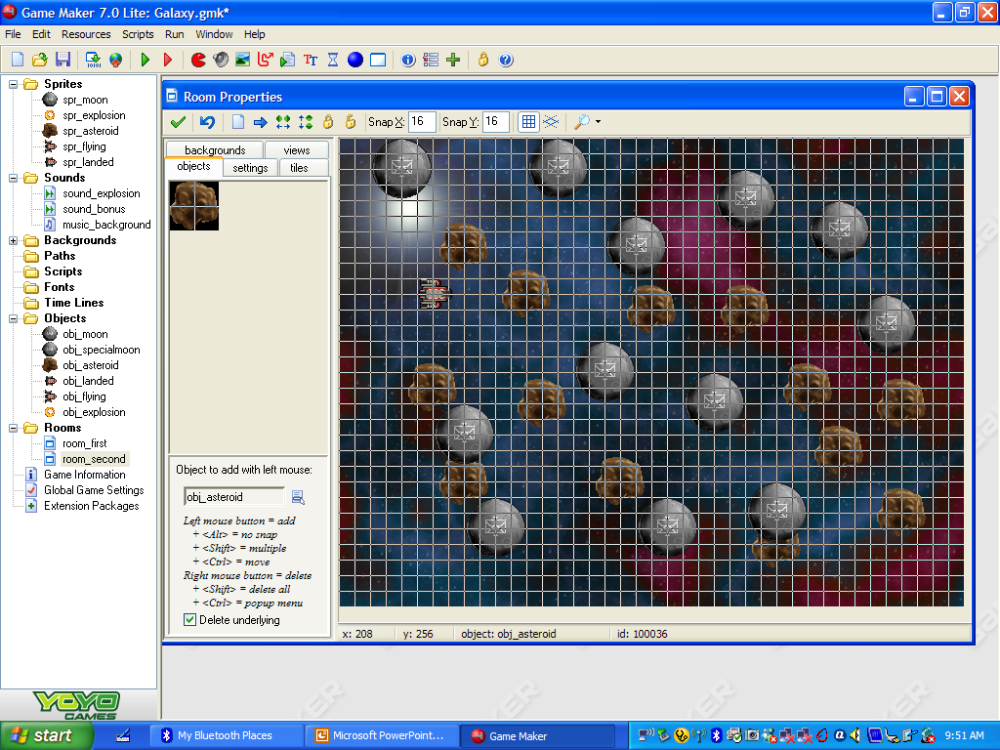 Game Maker 7.0 Lite: Galaxy.gmk*
File Edit Resources Scripts Run Window Help
Sprites
spr_moon
spr_explosion
spr_asteroid
spr_flying
spr_landed
Sounds
sound_explosion
sound_bonus
music_background
Backgrounds
Paths
Scripts
Fonts
Time Lines
Objects
obj_moon
obj_specialmoon
obj_asteroid
obj_landed
obj_flying
obj_explosion
Rooms
room_first
room_second
Game Information
Global Game Settings
Extension Packages
YOYO
GAMES
Room Properties
Snap X: 16 Snap Y: 16
backgrounds views
objects settings tiles
Object to add with left mouse:
obj_asteroid
Left mouse button = add
+ <Alt> = no snap
+ <Shift> = multiple
+ <Ctrl> = move
Right mouse button = delete
+ <Shift> = delete all
+ <Ctrl> = popup menu
Delete underlying
x: 208 y: 256 object: obj_asteroid id: 100036
start My Bluetooth Places Microsoft PowerPoint... Game Maker 9:51 AM